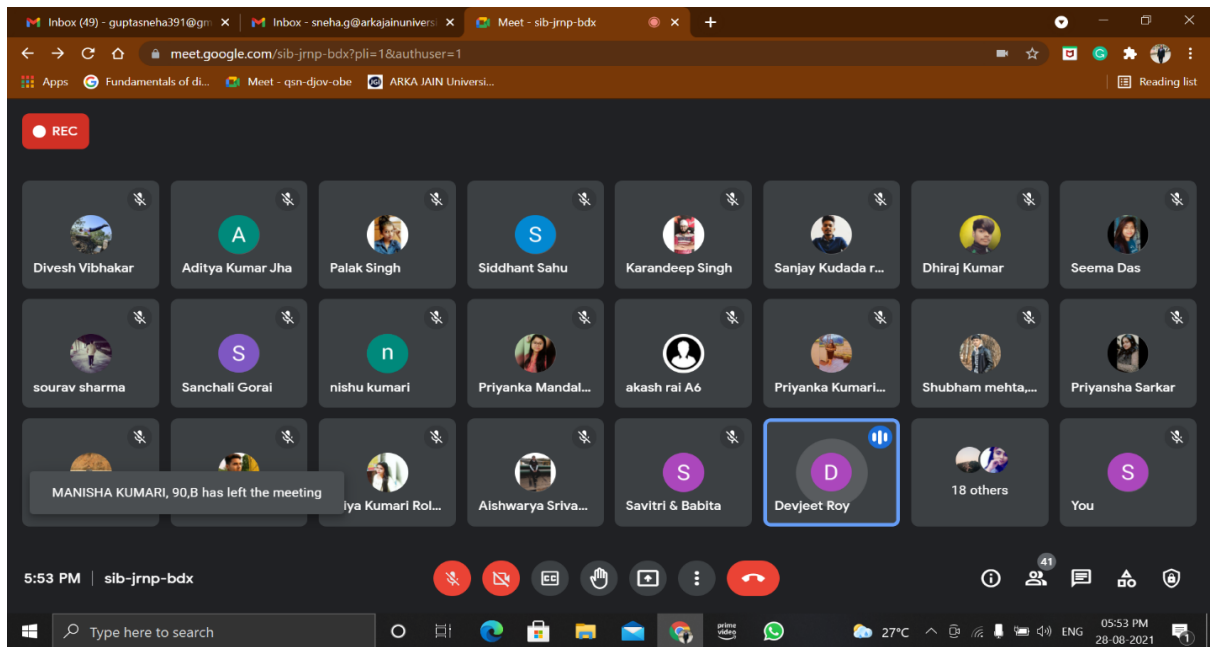 Inbox (49) - guptasneha391@gm
Inbox - sneha.g@arkajainuniversi
Meet - sib-jrnp-bdx
meet.google.com/sib-jrnp-bdx?pli=1&authuser=1
Apps
Fundamentals of di...
Meet - qsn-djov-obe
ARKA JAIN Universi...
Reading list
REC
Divesh Vibhakar
A
Aditya Kumar Jha
Palak Singh
S
Siddhant Sahu
Karandeep Singh
Sanjay Kudada r...
Dhiraj Kumar
Seema Das
sourav sharma
S
Sanchali Gorai
n
nishu kumari
Priyanka Mandal...
akash rai A6
Priyanka Kumari...
Shubham mehta,...
Priyansha Sarkar
MANISHA KUMARI, 90,B has left the meeting
iya Kumari Rol...
Aishwarya Sriva...
S
Savitri & Babita
D
Devjeet Roy
18 others
S
You
5:53 PM | sib-jrnp-bdx
CC
41
Type here to search
prime video
27°C
ENG
05:53 PM
28-08-2021
1